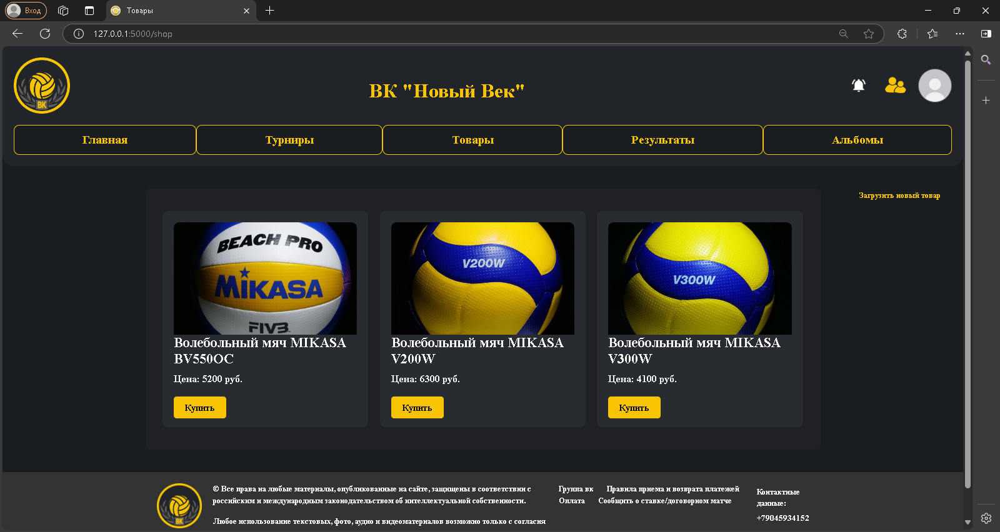 Вход
Товары
127.0.0.1:5000/shop
ВК
ВК "Новый Век"
Главная
Турниры
Товары
Результаты
Альбомы
Загрузить новый товар
BEACH PRO
MIKASA
FIVB
V200W
V300W
Волебольный мяч MIKASA
BV550OC
Цена: 5200 руб.
Купить
Волебольный мяч MIKASA
V200W
Цена: 6300 руб.
Купить
Волебольный мяч MIKASA
V300W
Цена: 4100 руб.
Купить
ВК
© Все права на любые материалы, опубликованные на сайте, защищены в соответствии с
российским и международным законодательством об интеллектуальной собственности.
Любое использование текстовых, фото, аудио и видеоматериалов возможно только с согласия
Группа вк Правила приема и возврата платежей
Оплата Сообщить о ставке/договорном матче
Контактные
данные:
+79045934152